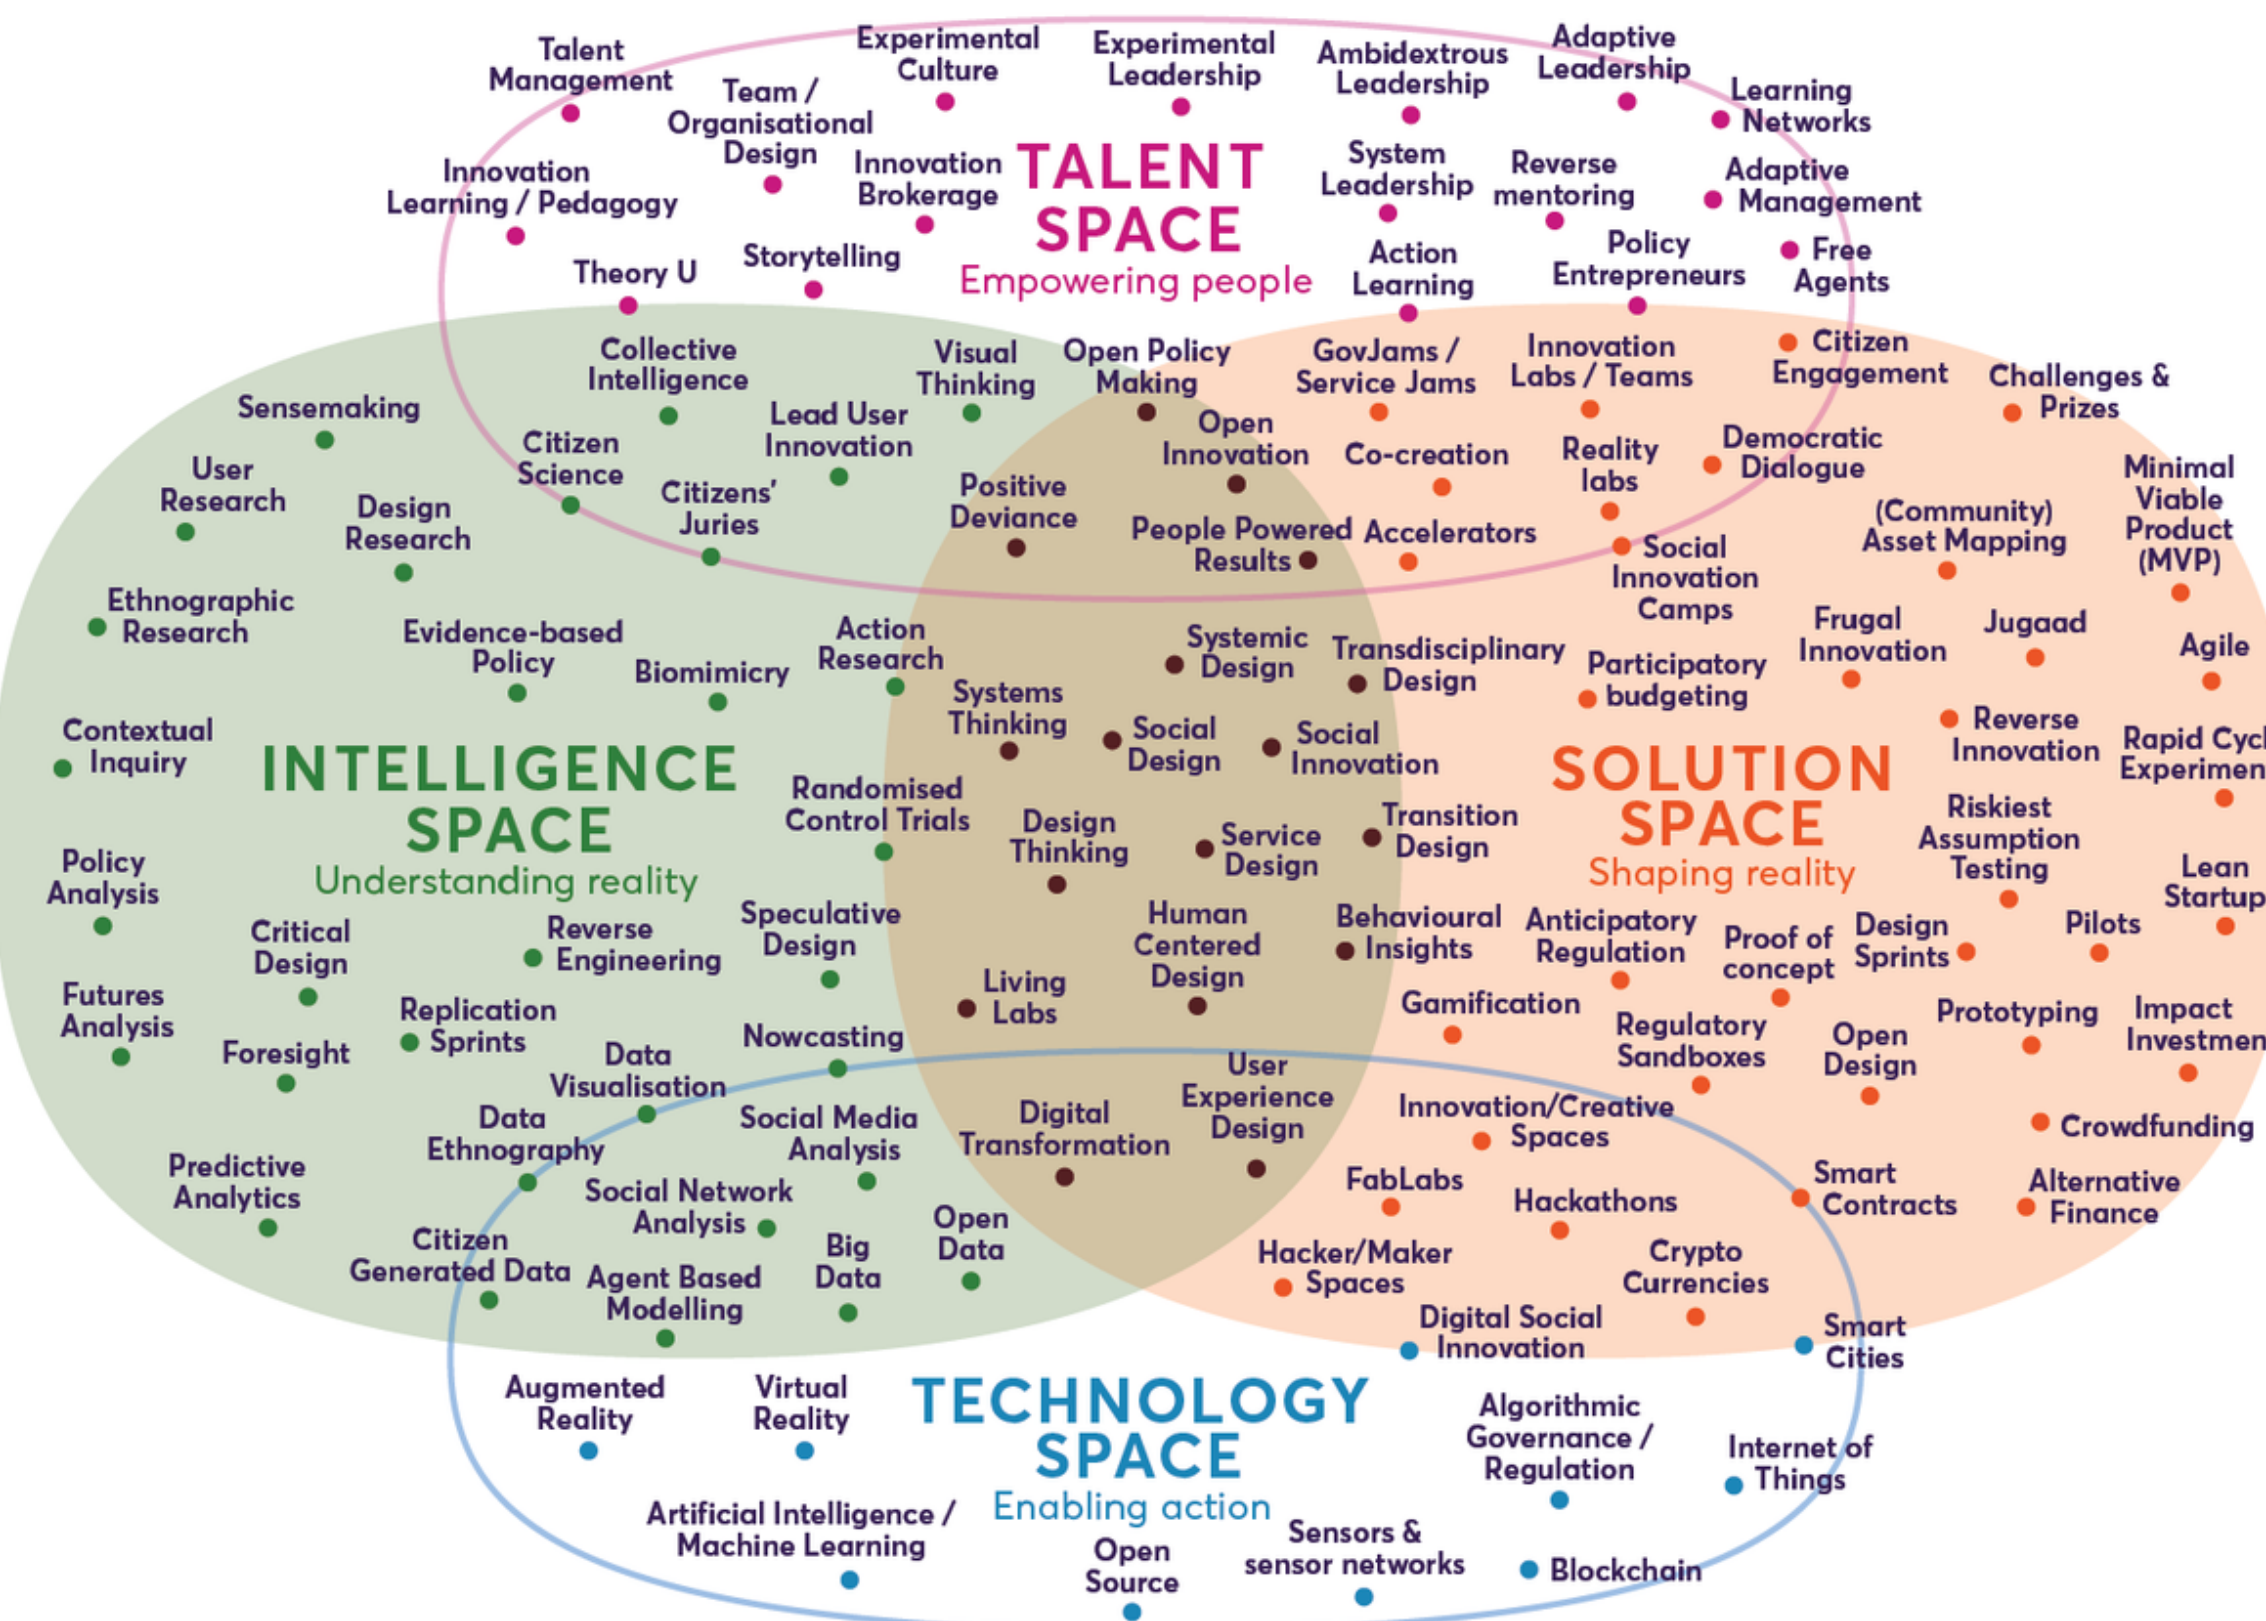 Talent
Management
Experimental
Culture
Experimental
Leadership
Ambidextrous
Leadership
Adaptive
Leadership
Learning
Networks
Team /
Organisational
Design
Innovation
Learning / Pedagogy
Innovation
Brokerage
TALENT
SPACE
Empowering people
System
Leadership
Reverse
mentoring
Adaptive
Management
Theory U
Storytelling
Action
Learning
Policy
Entrepreneurs
Free
Agents
Collective
Intelligence
Visual
Thinking
Open Policy
Making
GovJams /
Service Jams
Innovation
Labs / Teams
Citizen
Engagement
Challenges &
Prizes
Sensemaking
Citizen
Science
Lead User
Innovation
Open
Innovation
Co-creation
Reality
labs
Democratic
Dialogue
User
Research
Design
Research
Citizens'
Juries
Positive
Deviance
People Powered
Results
Accelerators
Social
Innovation
Camps
(Community)
Asset Mapping
Minimal
Viable
Product
(MVP)
Ethnographic
Research
Evidence-based
Policy
Biomimicry
Action
Research
Systemic
Design
Transdisciplinary
Design
Participatory
budgeting
Frugal
Innovation
Jugaad
Agile
Contextual
Inquiry
INTELLIGENCE
SPACE
Understanding reality
Systems
Thinking
Social
Design
Social
Innovation
SOLUTION
SPACE
Shaping reality
Reverse
Innovation
Rapid Cycl
Experimen
Randomised
Control Trials
Design
Thinking
Service
Design
Transition
Design
Riskiest
Assumption
Testing
Policy
Analysis
Critical
Design
Reverse
Engineering
Speculative
Design
Human
Centered
Design
Behavioural
Insights
Anticipatory
Regulation
Proof of
concept
Design
Sprints
Pilots
Lean
Startup
Futures
Analysis
Foresight
Replication
Sprints
Data
Visualisation
Nowcasting
Living
Labs
Gamification
Regulatory
Sandboxes
Open
Design
Prototyping
Impact
Investmen
Data
Ethnography
Social Media
Analysis
Digital
Transformation
User
Experience
Design
Innovation/Creative
Spaces
Crowdfunding
Predictive
Analytics
Social Network
Analysis
FabLabs
Hackathons
Smart
Contracts
Alternative
Finance
Citizen
Generated Data
Agent Based
Modelling
Big
Data
Open
Data
Hacker/Maker
Spaces
Crypto
Currencies
Digital Social
Innovation
Smart
Cities
Augmented
Reality
Virtual
Reality
TECHNOLOGY
SPACE
Enabling action
Algorithmic
Governance /
Regulation
Internet of
Things
Artificial Intelligence /
Machine Learning
Open
Source
Sensors &
sensor networks
Blockchain